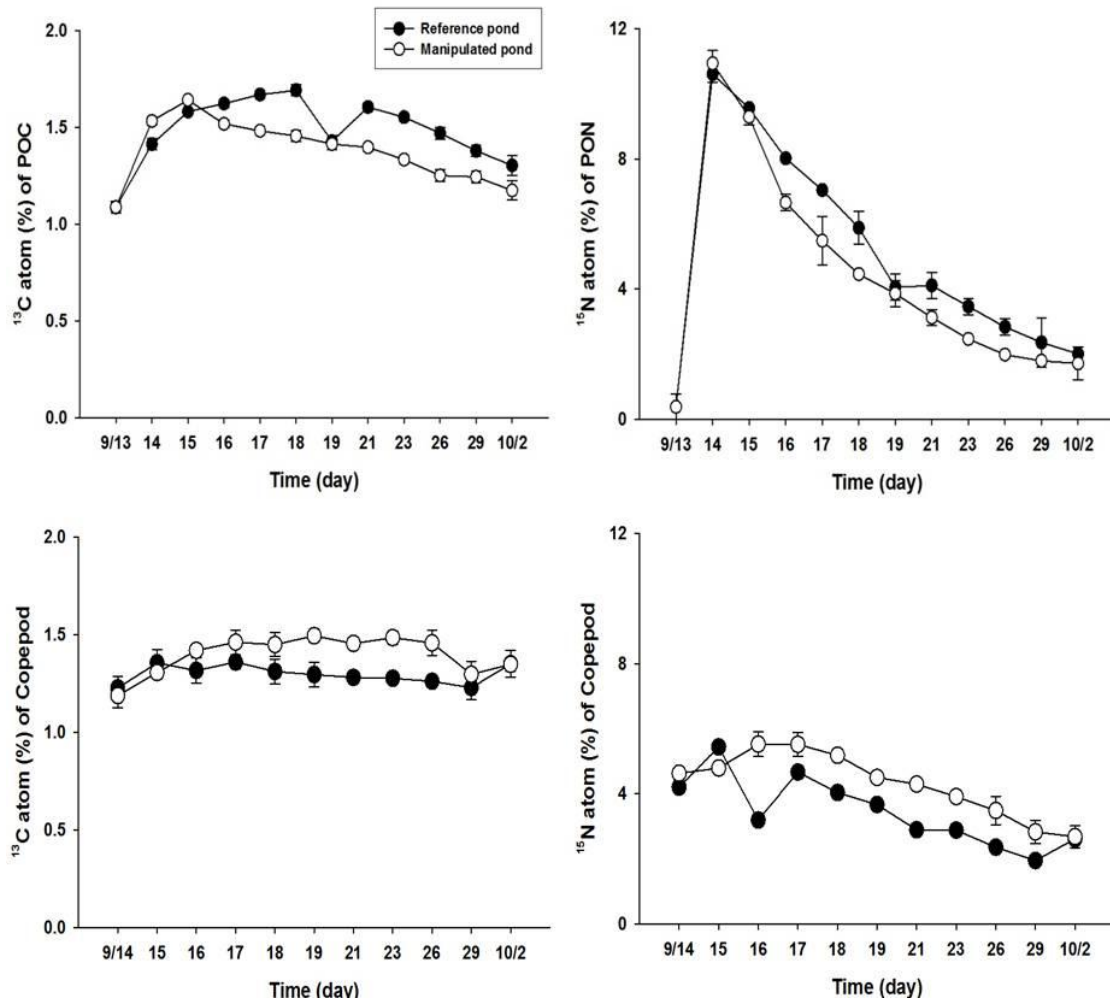 2.0
1.5
1.0
0.5
0.0
¹³C atom (%) of POC
Reference pond
Manipulated pond
9/13 14 15 16 17 18 19 21 23 26 29 10/2
Time (day)
12
8
4
0
¹⁵N atom (%) of PON
9/13 14 15 16 17 18 19 21 23 26 29 10/2
Time (day)
2.0
1.5
1.0
0.5
0.0
¹³C atom (%) of Copepod
9/14 15 16 17 18 19 21 23 26 29 10/2
Time (day)
12
8
4
0
¹⁵N atom (%) of Copepod
9/14 15 16 17 18 19 21 23 26 29 10/2
Time (day)